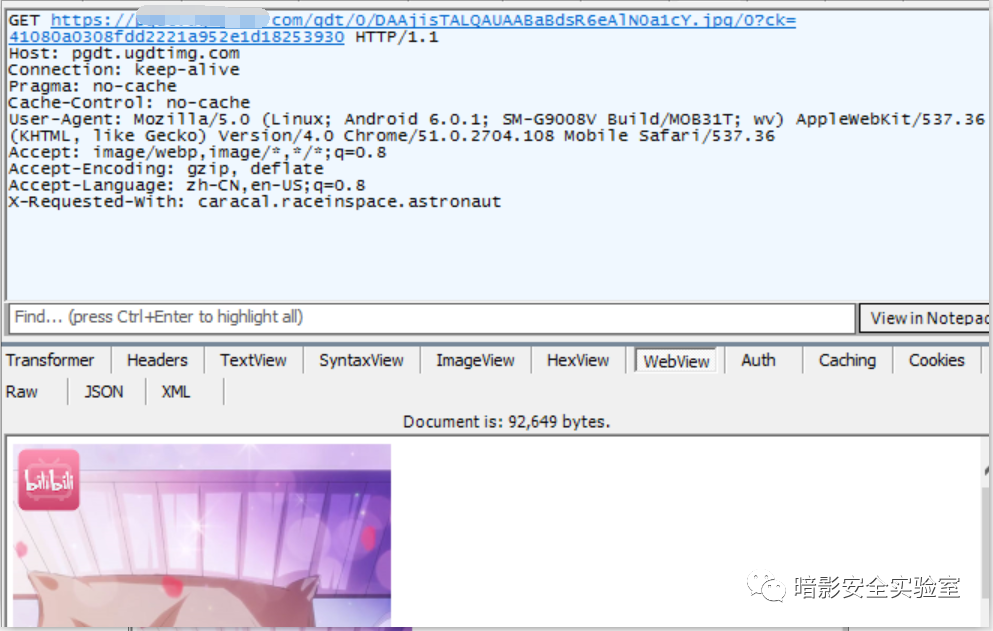 GET https://pgdt.ugdtimg.com/gdt/0/DAAjisTALQAUAABaBdsR6eAlN0a1cY.jpg/0?ck=
41080a0308fdd2221a952e1d18253930 HTTP/1.1
Host: pgdt.ugdtimg.com
Connection: keep-alive
Pragma: no-cache
Cache-Control: no-cache
User-Agent: Mozilla/5.0 (Linux; Android 6.0.1; SM-G9008V Build/MOB31T; wv) AppleWebKit/537.36
(KHTML, like Gecko) Version/4.0 Chrome/51.0.2704.108 Mobile Safari/537.36
Accept: image/webp,image/*,*/*;q=0.8
Accept-Encoding: gzip, deflate
Accept-Language: zh-CN,en-US;q=0.8
X-Requested-With: caracal.raceinspace.astronaut
Find... (press Ctrl+Enter to highlight all)
View in Notepad
Transformer Headers TextView SyntaxView ImageView HexView WebView Auth Caching Cookies
Raw JSON XML
Document is: 92,649 bytes.
bilibili
暗影安全实验室